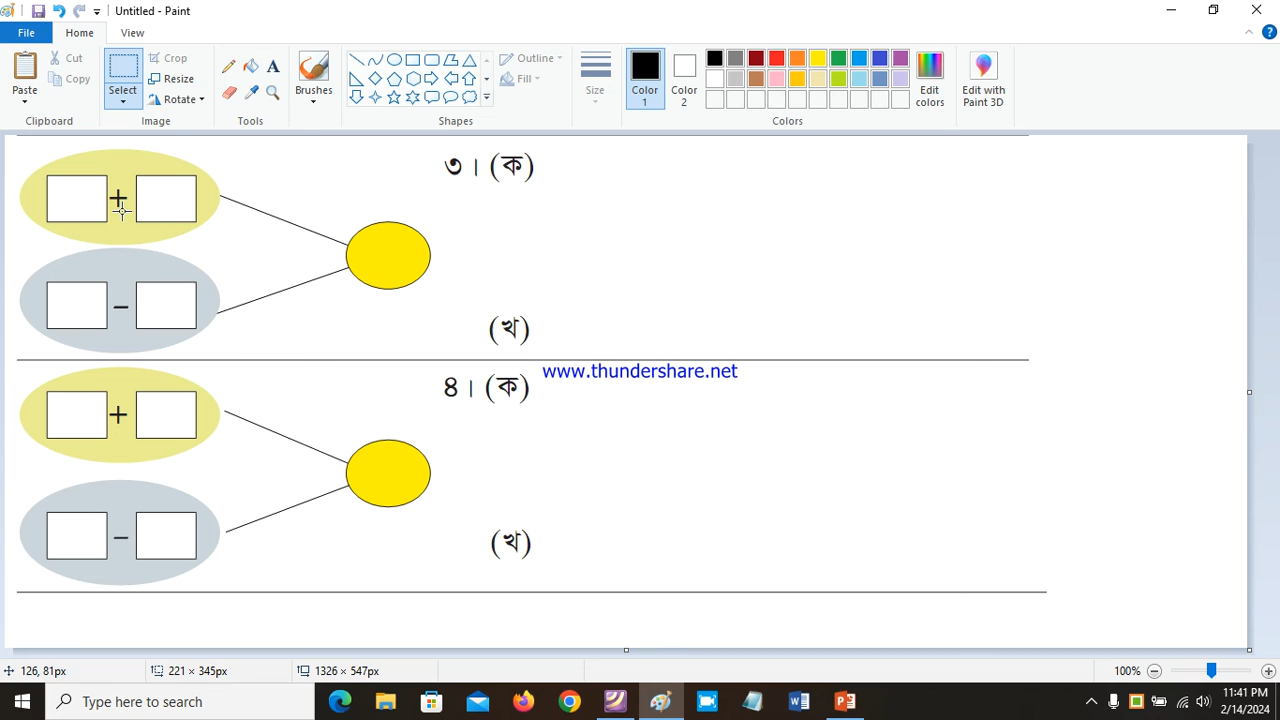 Untitled - Paint
File Home View
Paste Cut Copy Select Crop Resize Rotate Brushes Outline Fill Size Color 1 Color 2 Edit colors Edit with Paint 3D
Clipboard Image Tools Shapes Colors
৩। (ক)
+
−
(খ)
www.thundershare.net
৪। (ক)
+
−
(খ)
126, 81px 221 × 345px 1326 × 547px 100%
Type here to search 11:41 PM
2/14/2024